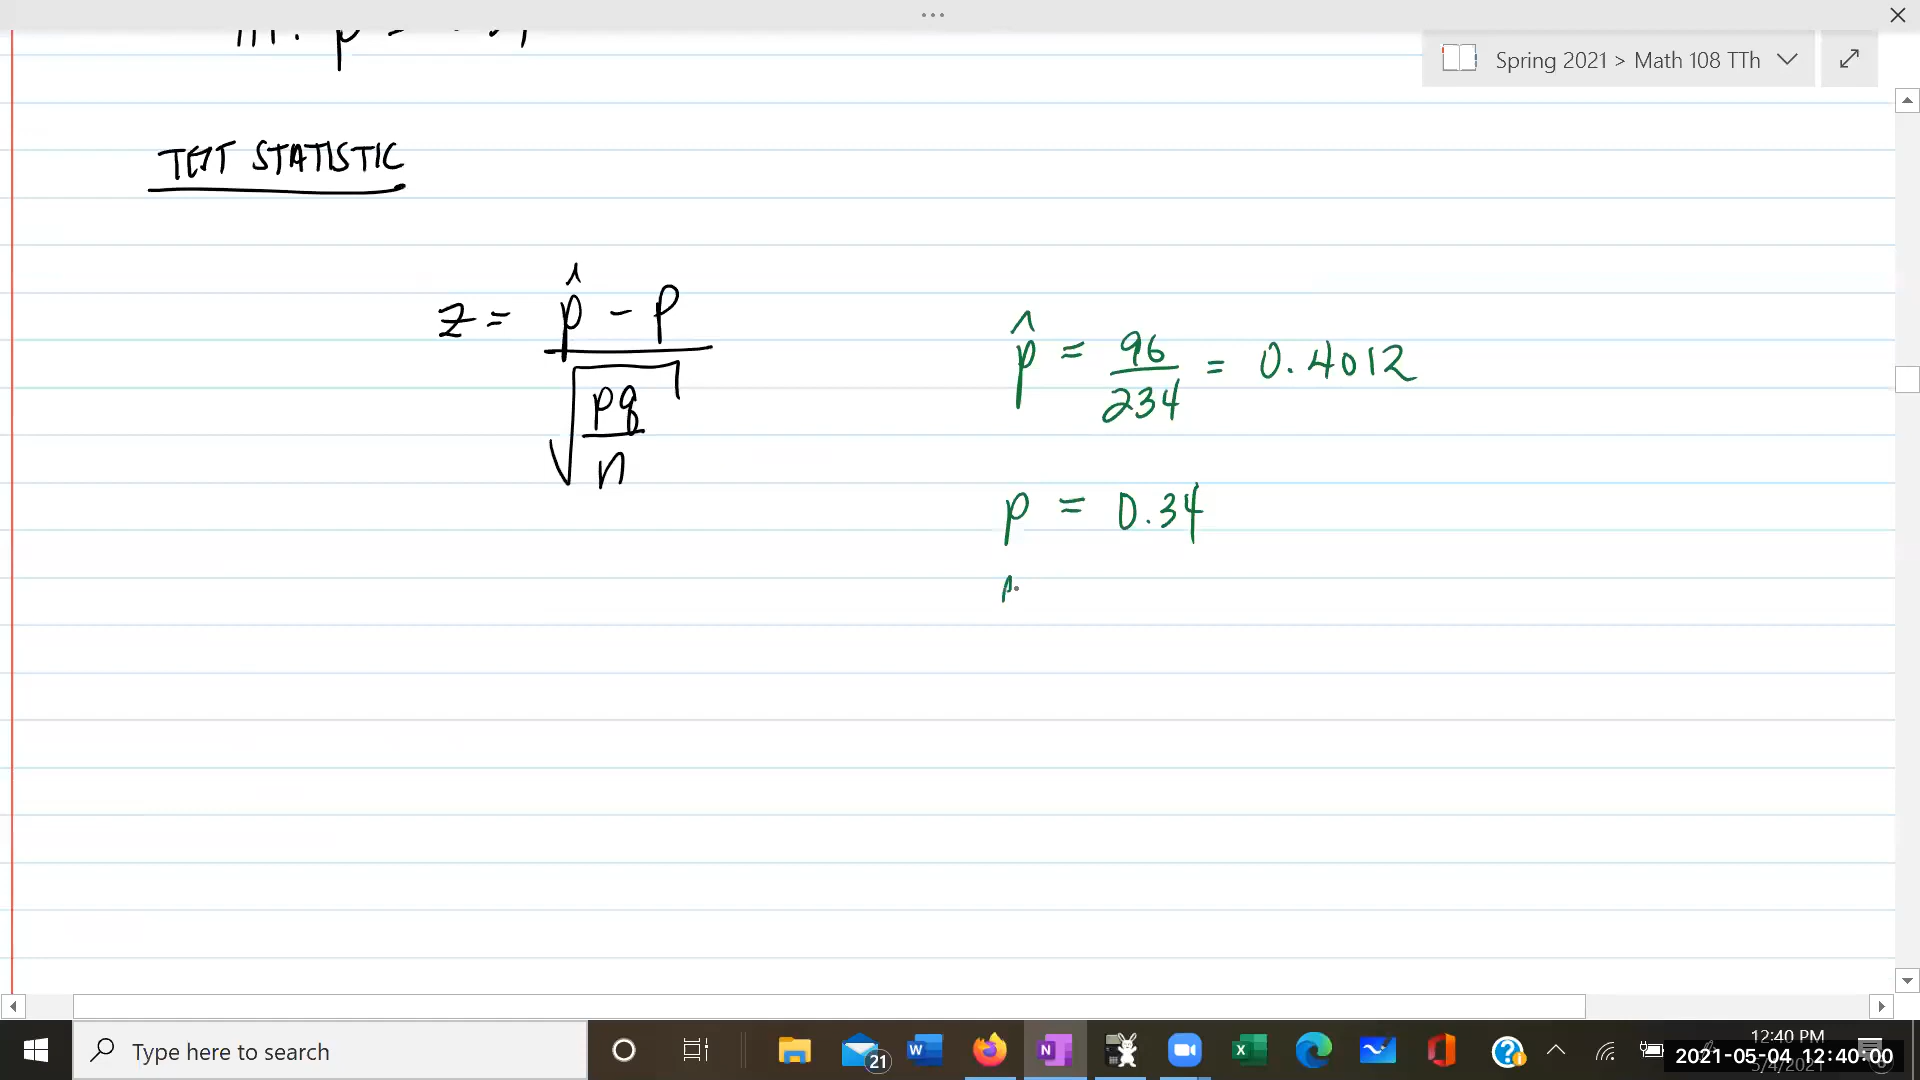 Spring 2021 > Math 108 TTh
TEST STATISTIC
z = p̂ - p
√pq
n
p̂ = 96 = 0.4012
234
p = 0.34
Type here to search
21
12:40 PM
2021-05-04 12:40:00